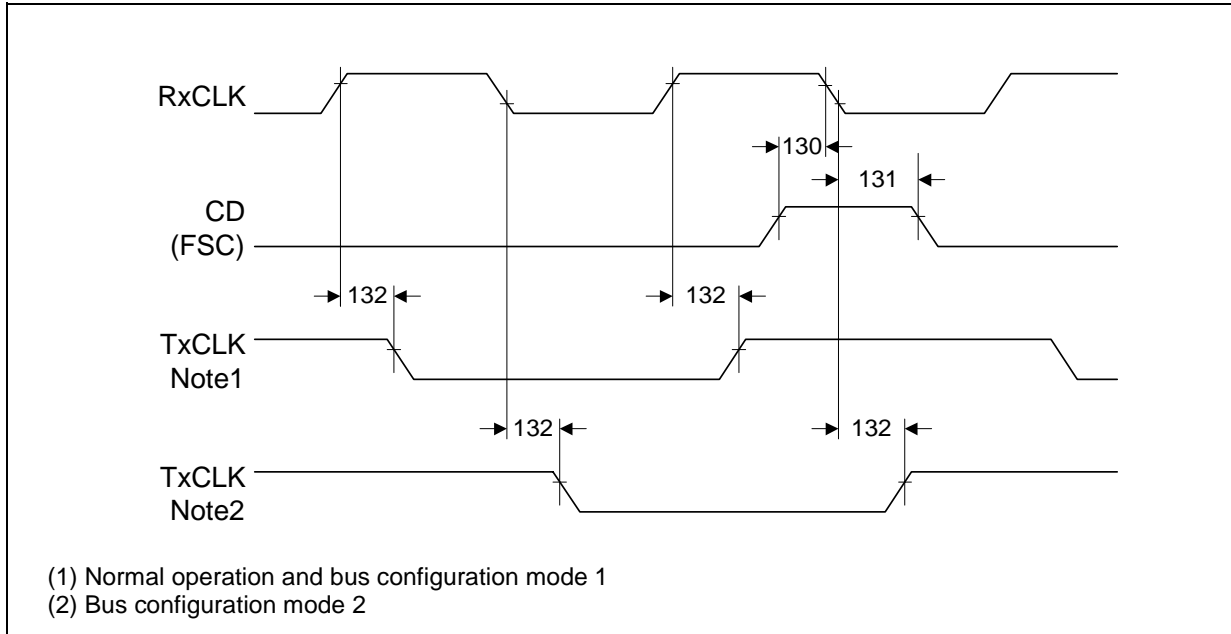 RxCLK
130
131
CD
(FSC)
132
132
TxCLK
Note1
132
132
TxCLK
Note2
(1) Normal operation and bus configuration mode 1
(2) Bus configuration mode 2